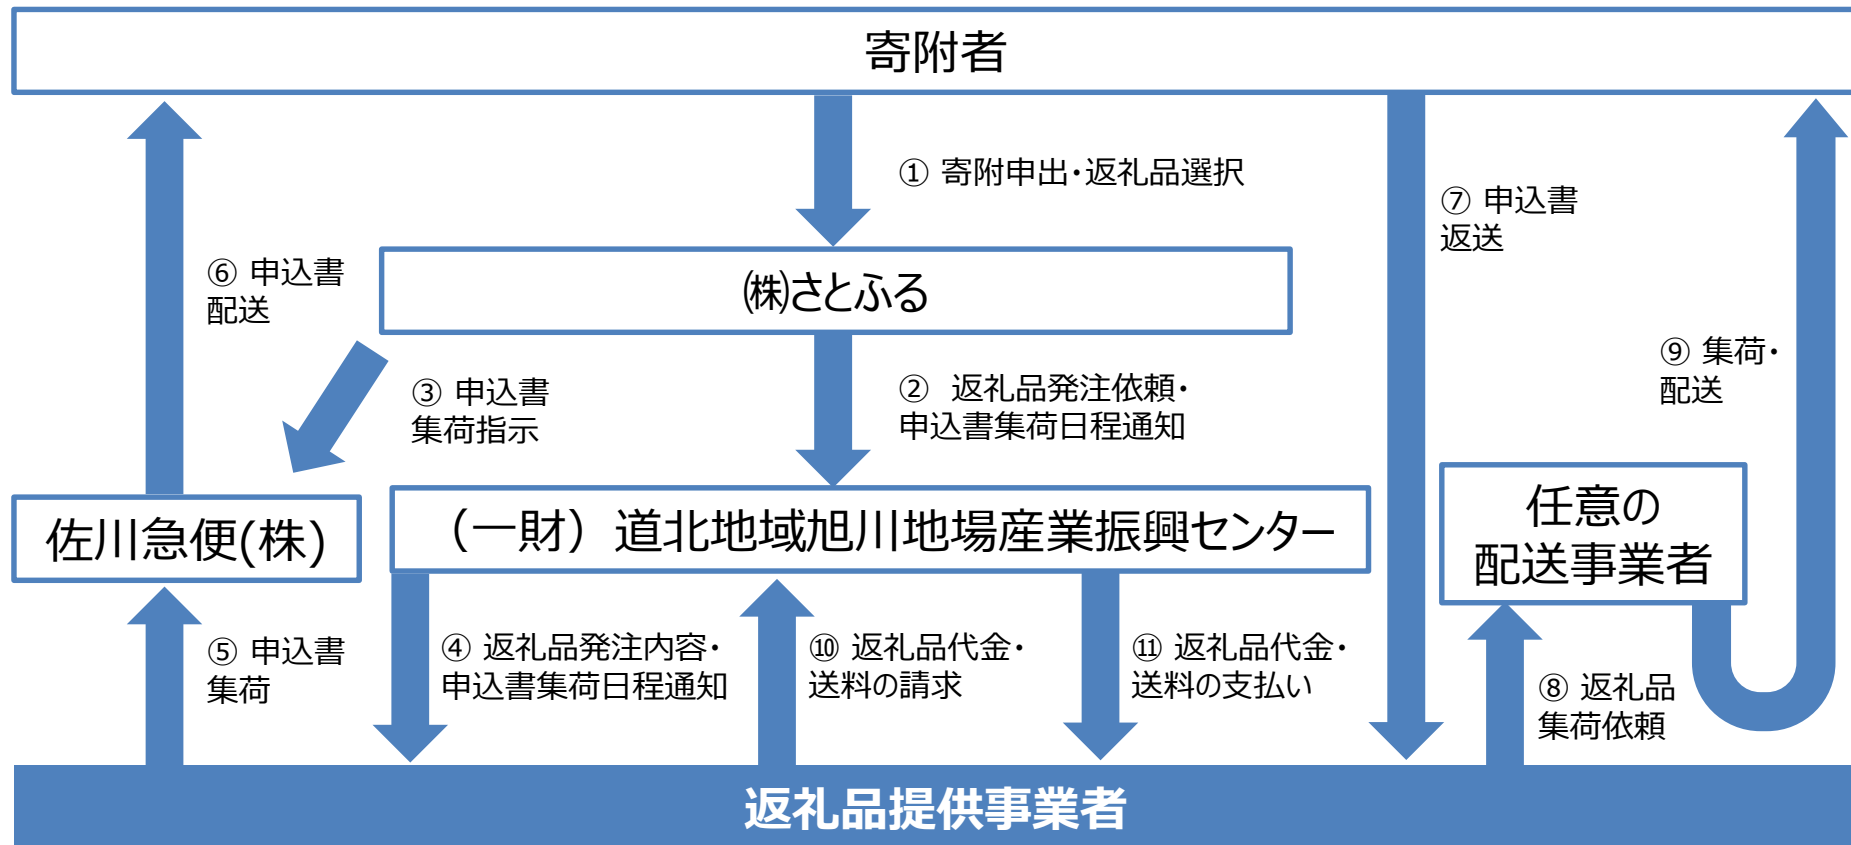 寄附者
① 寄附申出・返礼品選択
⑦ 申込書
返送
⑥ 申込書
配送
㈱さとふる
⑨ 集荷・
配送
③ 申込書
集荷指示
② 返礼品発注依頼・
申込書集荷日程通知
佐川急便(株)
（一財）道北地域旭川地場産業振興センター
任意の
配送事業者
⑤ 申込書
集荷
④ 返礼品発注内容・
申込書集荷日程通知
⑩ 返礼品代金・
送料の請求
⑪ 返礼品代金・
送料の支払い
⑧ 返礼品
集荷依頼
返礼品提供事業者